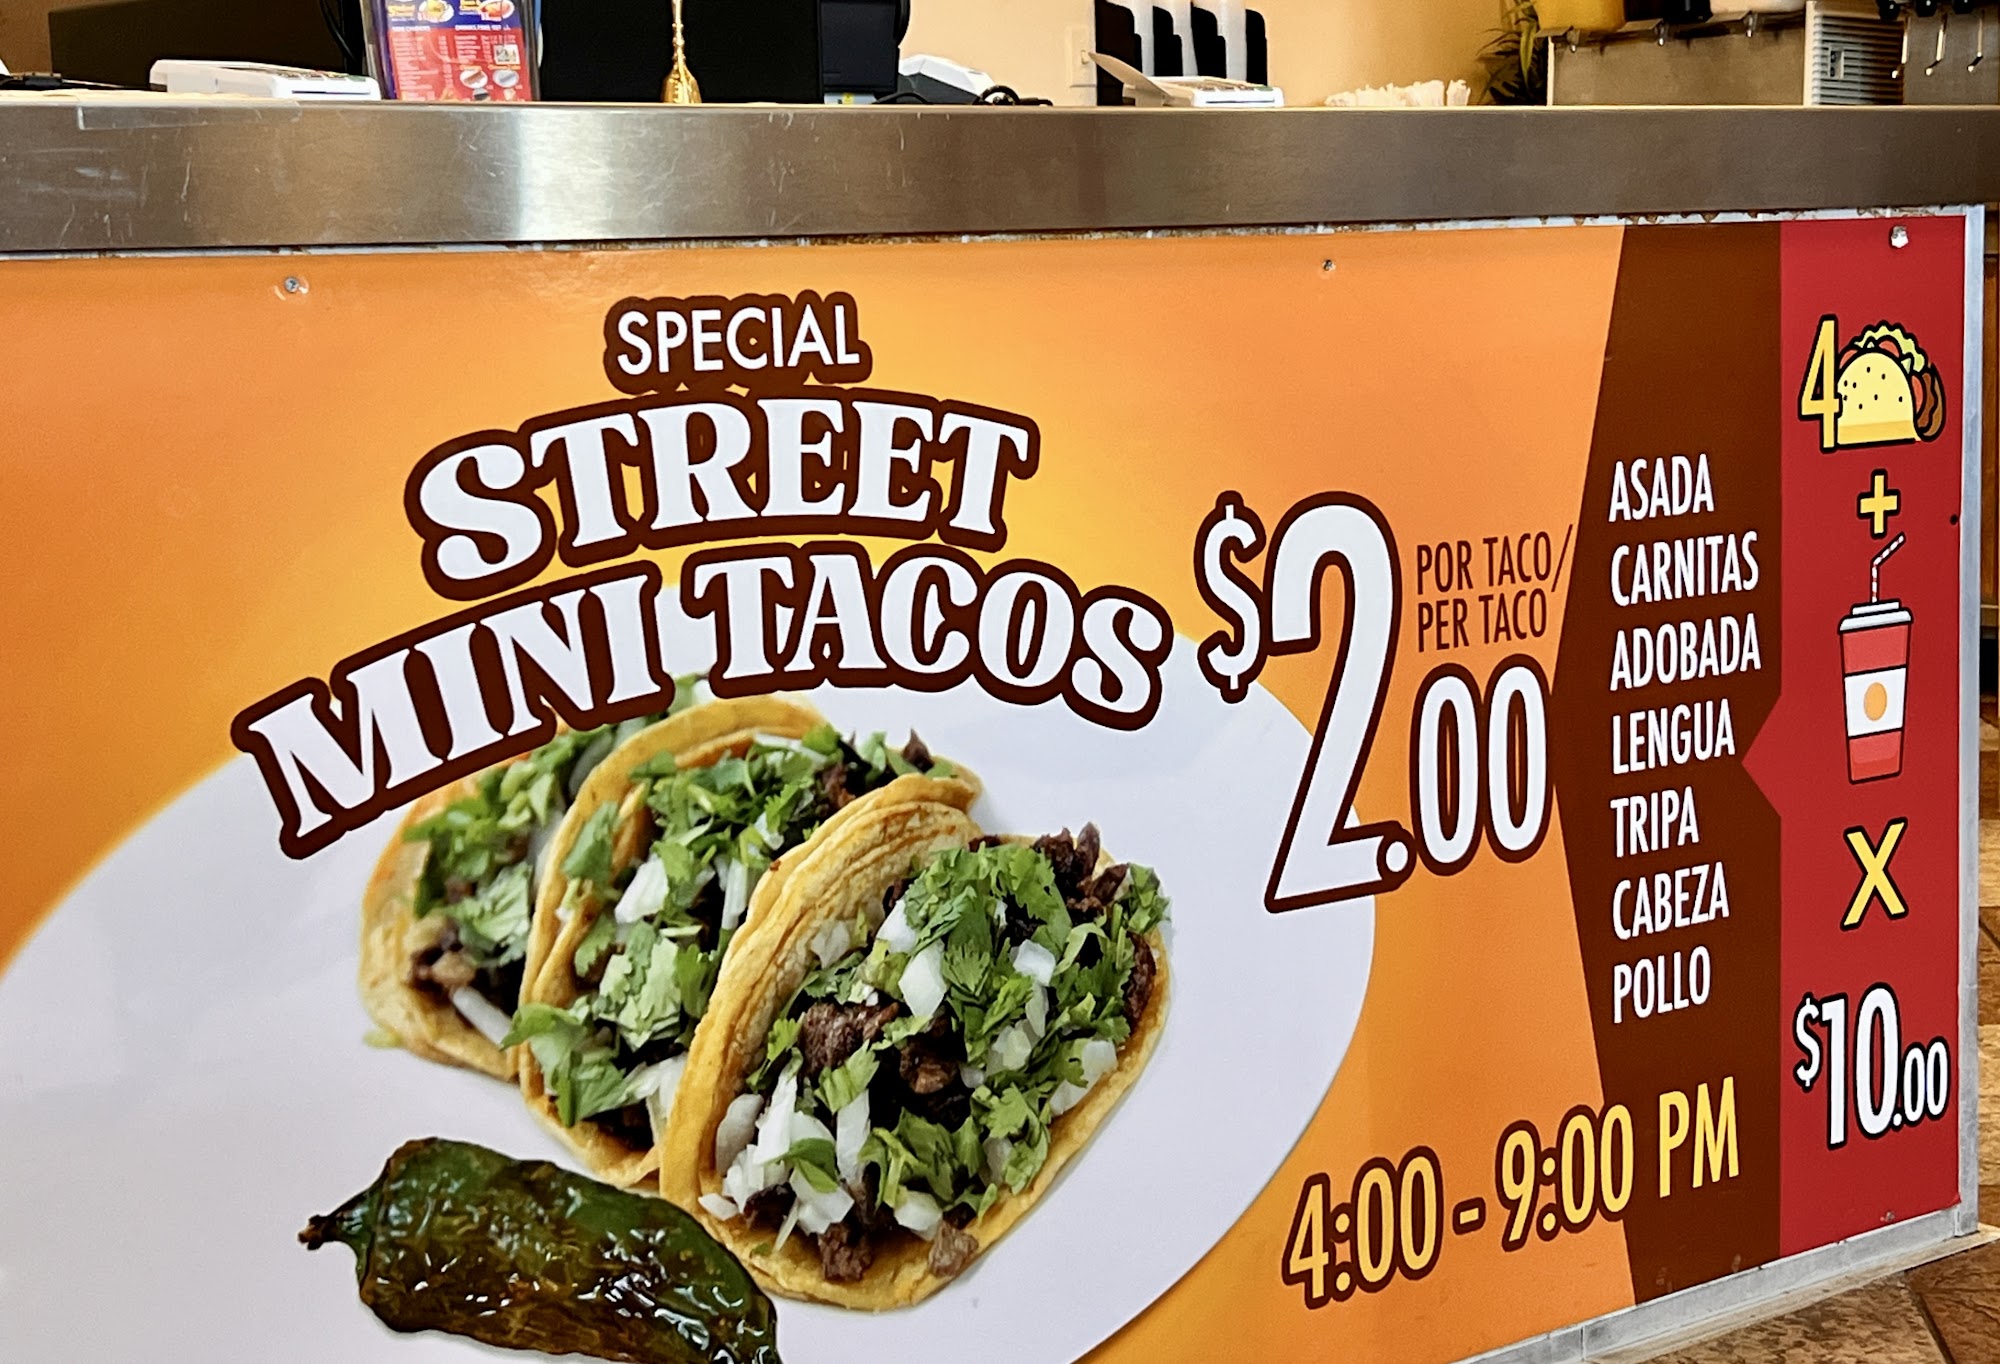 SPECIAL
STREET
MINI TACOS
$2.00
POR TACO/
PER TACO
ASADA
CARNITAS
ADOBADA
LENGUA
TRIPA
CABEZA
POLLO
4:00 - 9:00 PM
4
+
X
$10.00